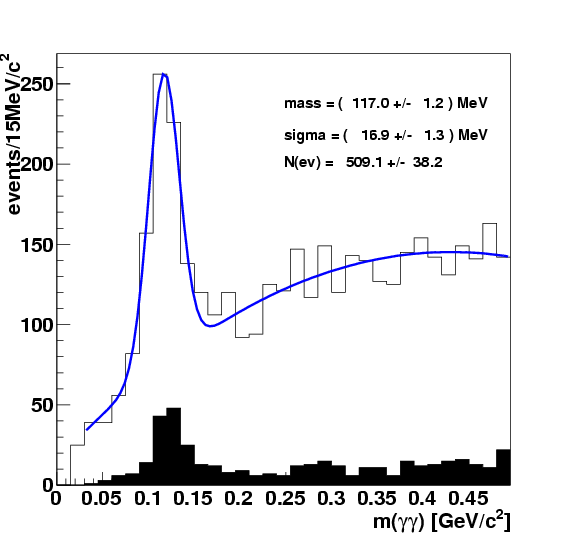 events/15MeV/c²
250
200
150
100
50
0
mass = ( 117.0 +/- 1.2 ) MeV
sigma = ( 16.9 +/- 1.3 ) MeV
N(ev) = 509.1 +/- 38.2
0 0.05 0.1 0.15 0.2 0.25 0.3 0.35 0.4 0.45
m(γγ) [GeV/c²]